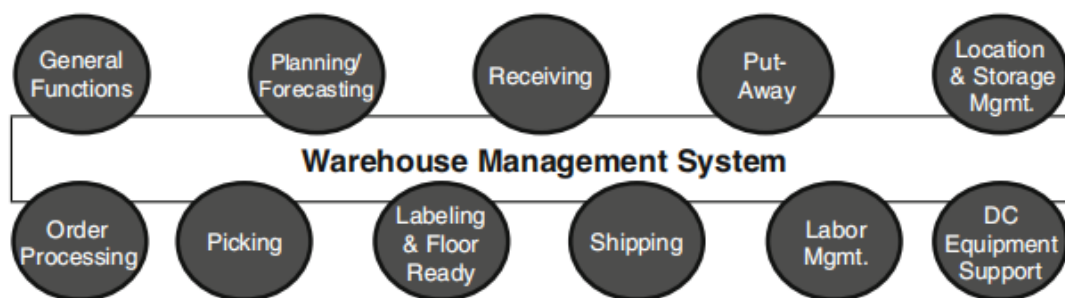 General
Functions
Planning/
Forecasting
Receiving
Put-
Away
Location
& Storage
Mgmt.
Warehouse Management System
Order
Processing
Picking
Labeling
& Floor
Ready
Shipping
Labor
Mgmt.
DC
Equipment
Support